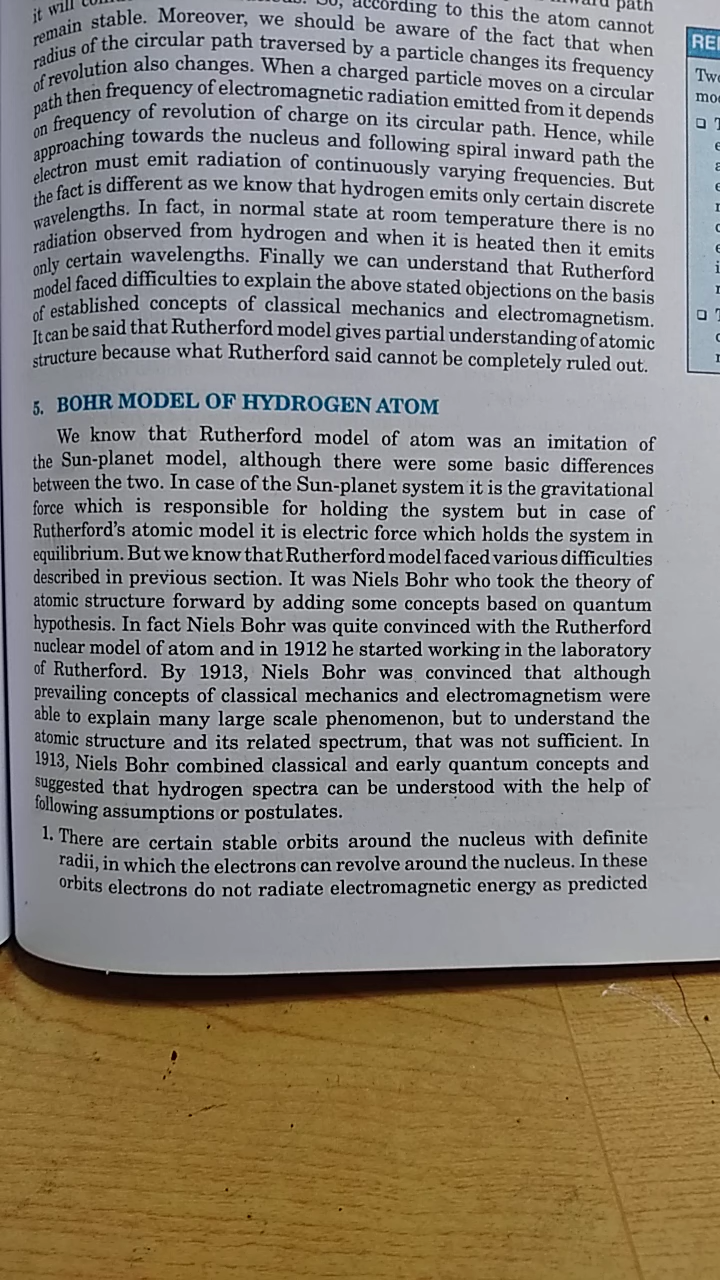 it will according to this the atom cannot
remain stable. Moreover, we should be aware of the fact that when
radius of the circular path traversed by a particle changes its frequency
of revolution also changes. When a charged particle moves on a circular
path then frequency of electromagnetic radiation emitted from it depends
on frequency of revolution of charge on its circular path. Hence, while
approaching towards the nucleus and following spiral inward path the
electron must emit radiation of continuously varying frequencies. But
the fact is different as we know that hydrogen emits only certain discrete
wavelengths. In fact, in normal state at room temperature there is no
radiation observed from hydrogen and when it is heated then it emits
only certain wavelengths. Finally we can understand that Rutherford
model faced difficulties to explain the above stated objections on the basis
of established concepts of classical mechanics and electromagnetism.
It can be said that Rutherford model gives partial understanding of atomic
structure because what Rutherford said cannot be completely ruled out.
5. BOHR MODEL OF HYDROGEN ATOM
We know that Rutherford model of atom was an imitation of
the Sun-planet model, although there were some basic differences
between the two. In case of the Sun-planet system it is the gravitational
force which is responsible for holding the system but in case of
Rutherford's atomic model it is electric force which holds the system in
equilibrium. But we know that Rutherford model faced various difficulties
described in previous section. It was Niels Bohr who took the theory of
atomic structure forward by adding some concepts based on quantum
hypothesis. In fact Niels Bohr was quite convinced with the Rutherford
nuclear model of atom and in 1912 he started working in the laboratory
of Rutherford. By 1913, Niels Bohr was convinced that although
prevailing concepts of classical mechanics and electromagnetism were
able to explain many large scale phenomenon, but to understand the
atomic structure and its related spectrum, that was not sufficient. In
1913, Niels Bohr combined classical and early quantum concepts and
suggested that hydrogen spectra can be understood with the help of
following assumptions or postulates.
1. There are certain stable orbits around the nucleus with definite
radii, in which the electrons can revolve around the nucleus. In these
orbits electrons do not radiate electromagnetic energy as predicted